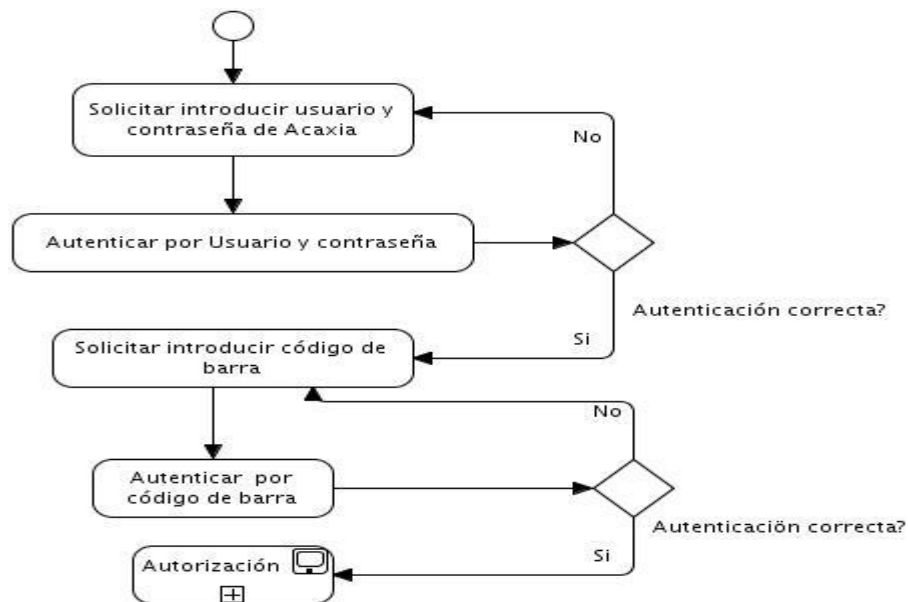 Solicitar introducir usuario y
contraseña de Acaxia
No
Autenticar por Usuario y contraseña
Autenticación correcta?
Si
Solicitar introducir código de
barra
No
Autenticar por
código de barra
Autenticaciön correcta?
Si
Autorización